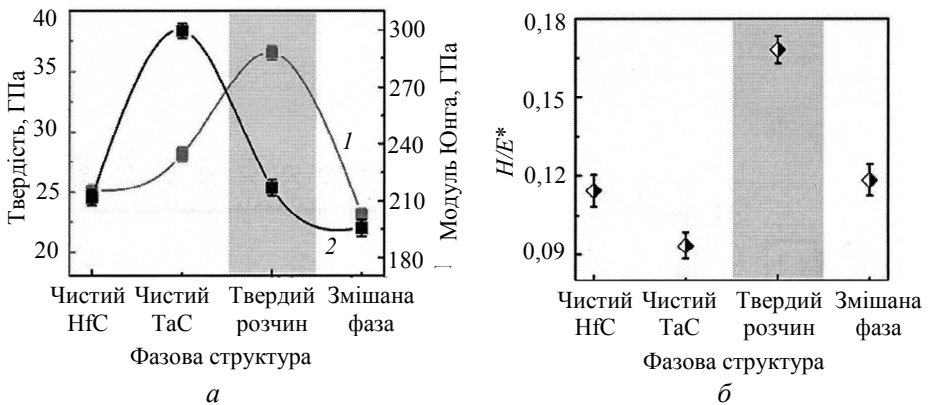 40
35
30
25
20
Твердість, ГПа
300
270
240
210
180
Модуль Юнга, ГПа
1
2
Чистий Чистий Твердий Змішана
HfC TaC розчин фаза
Фазова структура
а
0,18
0,15
0,12
0,09
H/E*
Чистий Чистий Твердий Змішана
HfC TaC розчин фаза
Фазова структура
б